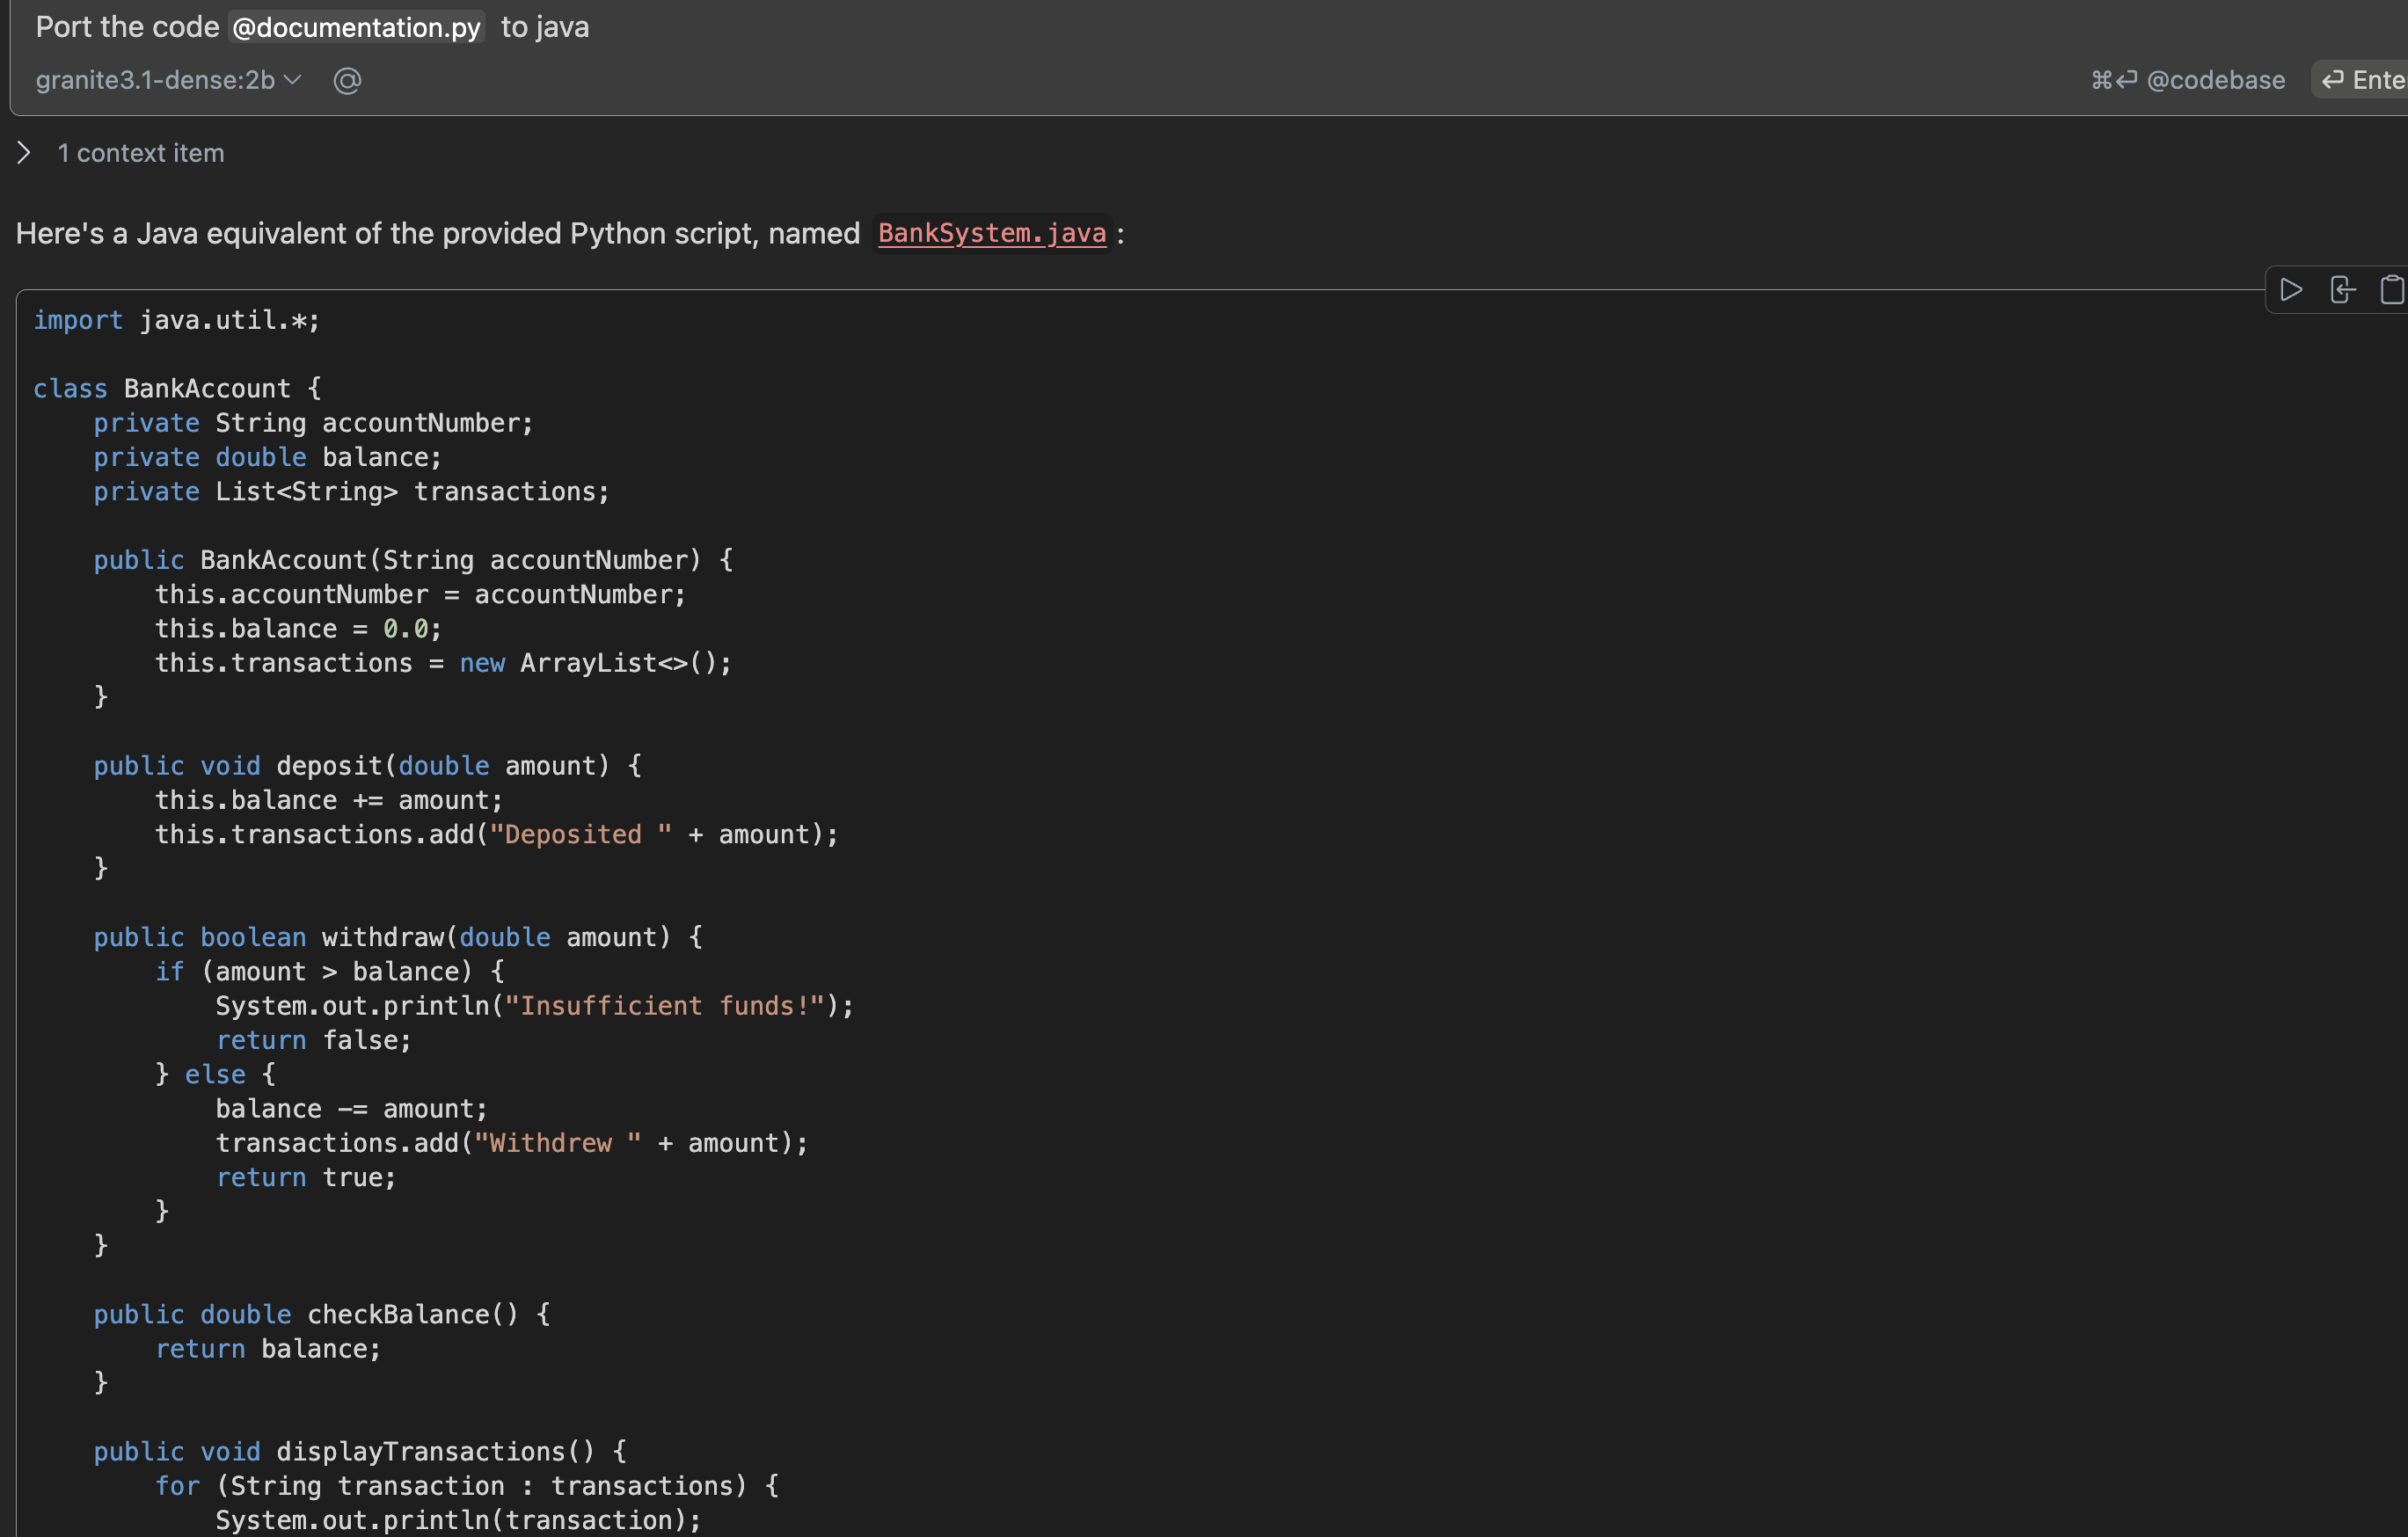 Port the code @documentation.py to java
granite3.1-dense:2b @ ⌘⏎ @codebase ⏎ Ente
1 context item
Here's a Java equivalent of the provided Python script, named BankSystem.java:
import java.util.*;
class BankAccount {
    private String accountNumber;
    private double balance;
    private List<String> transactions;
    public BankAccount(String accountNumber) {
        this.accountNumber = accountNumber;
        this.balance = 0.0;
        this.transactions = new ArrayList<>();
    }
    public void deposit(double amount) {
        this.balance += amount;
        this.transactions.add("Deposited " + amount);
    }
    public boolean withdraw(double amount) {
        if (amount > balance) {
            System.out.println("Insufficient funds!");
            return false;
        } else {
            balance -= amount;
            transactions.add("Withdrew " + amount);
            return true;
        }
    }
    public double checkBalance() {
        return balance;
    }
    public void displayTransactions() {
        for (String transaction : transactions) {
            System.out.println(transaction);